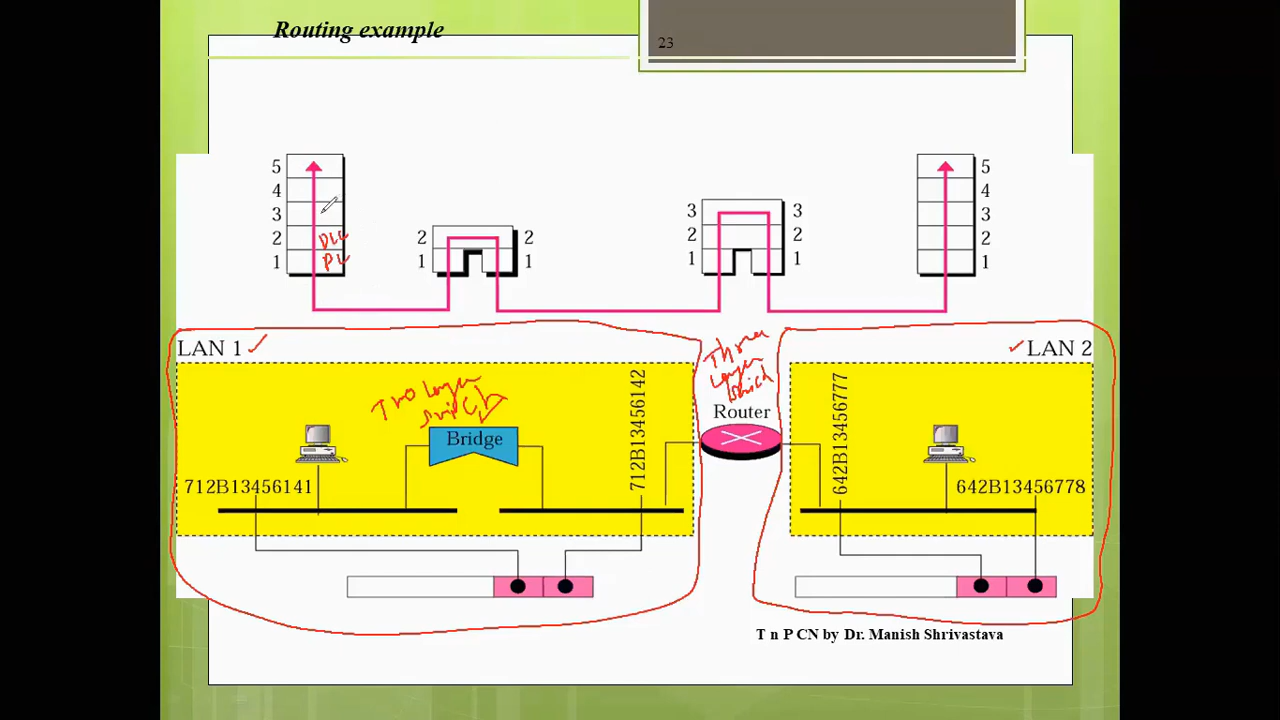 Routing example
23
5
4
3
2
1
DLL
PL
2
1
2
1
3
2
1
3
2
1
5
4
3
2
1
LAN 1
LAN 2
Two Layer
Switch
Three
Layer
Switch
Bridge
Router
712B13456141
712B13456142
642B13456777
642B13456778
T n P CN by Dr. Manish Shrivastava